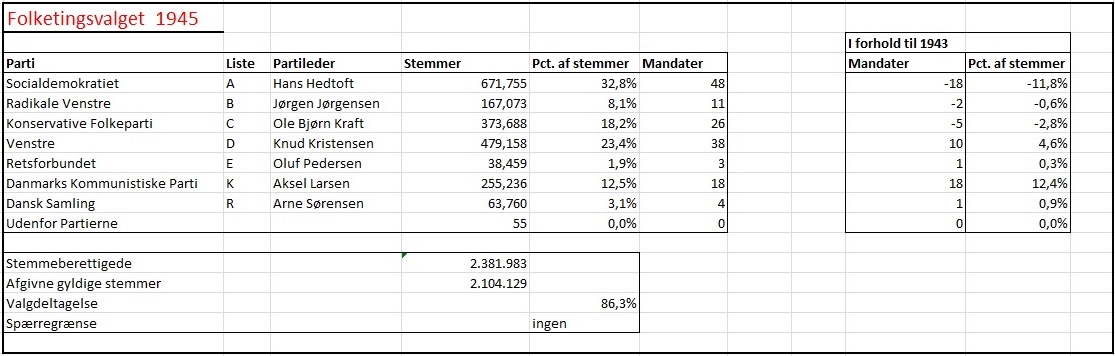 Folketingsvalget 1945
I forhold til 1943
Parti Liste Partileder Stemmer Pct. af stemmer Mandater Mandater Pct. af stemmer
Socialdemokratiet A Hans Hedtoft 671,755 32,8% 48 -18 -11,8%
Radikale Venstre B Jørgen Jørgensen 167,073 8,1% 11 -2 -0,6%
Konservative Folkeparti C Ole Bjørn Kraft 373,688 18,2% 26 -5 -2,8%
Venstre D Knud Kristensen 479,158 23,4% 38 10 4,6%
Retsforbundet E Oluf Pedersen 38,459 1,9% 3 1 0,3%
Danmarks Kommunistiske Parti K Aksel Larsen 255,236 12,5% 18 18 12,4%
Dansk Samling R Arne Sørensen 63,760 3,1% 4 1 0,9%
Udenfor Partierne 55 0,0% 0 0 0,0%
Stemmeberettigede 2.381.983
Afgivne gyldige stemmer 2.104.129
Valgdeltagelse 86,3%
Spærregrænse ingen